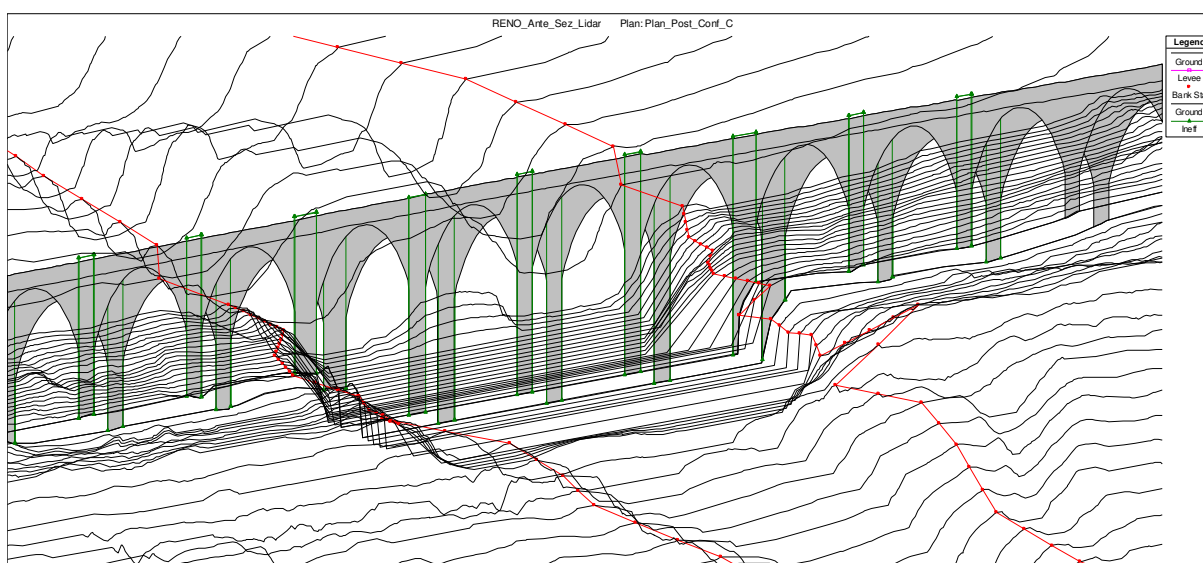 RENO_Ante_Sez_Lidar Plan: Plan_Post_Conf_C
Legend
Ground
Levee
Bank Sta
Ground
Ineff